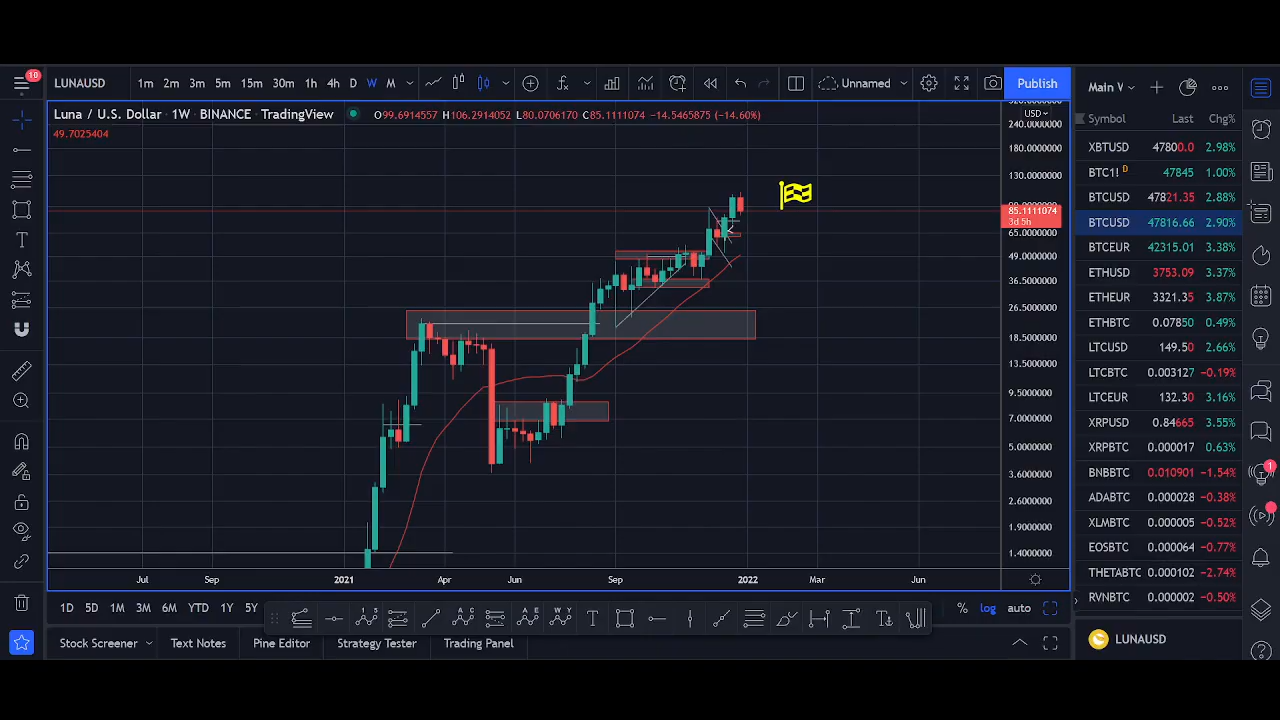 10
LUNAUSD 1m 2m 3m 5m 15m 30m 1h 4h D W M Unnamed Publish Main
Luna / U.S. Dollar · 1W · BINANCE · TradingView O99.6914557 H106.2914052 L80.0706170 C85.1111074 −14.5465875 (−14.60%)
49.7025404
USD
240.0000000
180.0000000
130.0000000
85.1111074
3d 5h
65.0000000
49.0000000
36.5000000
26.5000000
18.5000000
13.5000000
9.5000000
7.0000000
5.0000000
3.6000000
2.6000000
1.9000000
1.4000000
Jul Sep 2021 Apr Jun Sep 2022 Mar Jun
Symbol Last Chg%
XBTUSD 47800.0 2.98%
BTC1! D 47845 1.00%
BTCUSD 47821.35 2.88%
BTCUSD 47816.66 2.90%
BTCEUR 42315.01 3.38%
ETHUSD 3753.09 3.37%
ETHEUR 3321.35 3.87%
ETHBTC 0.07850 0.49%
LTCUSD 149.50 2.66%
LTCBTC 0.003127 −0.19%
LTCEUR 132.30 3.16%
XRPUSD 0.84665 3.55%
XRPBTC 0.000017 0.63%
BNBBTC 0.010901 −1.54%
ADABTC 0.000028 −0.38%
XLMBTC 0.000005 −0.52%
EOSBTC 0.000064 −0.77%
THETABTC 0.000102 −2.74%
RVNBTC 0.000002 −0.50%
1
1D 5D 1M 3M 6M YTD 1Y 5Y % log auto
Stock Screener Text Notes Pine Editor Strategy Tester Trading Panel
LUNAUSD